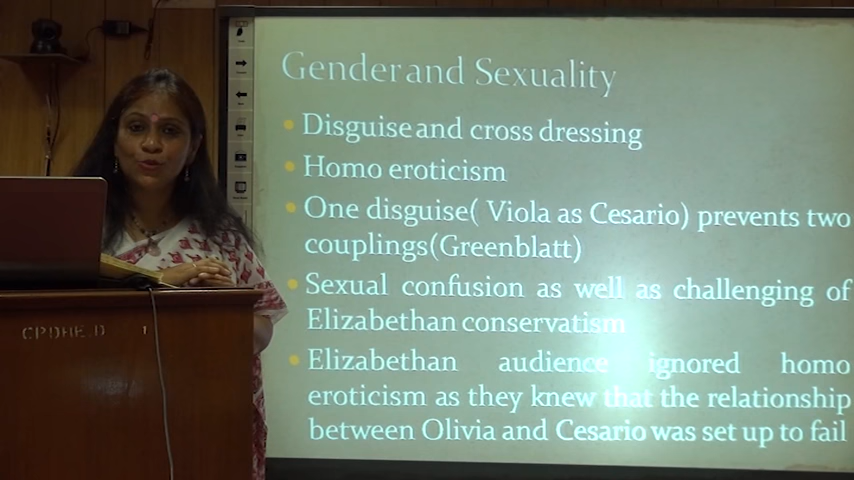 Gender and Sexuality
Disguise and cross dressing
Homo eroticism
One disguise( Viola as Cesario) prevents two
couplings(Greenblatt)
Sexual confusion as well as challenging of
Elizabethan conservatism
Elizabethan audience ignored homo
eroticism as they knew that the relationship
between Olivia and Cesario was set up to fail
CPDHE.D 1